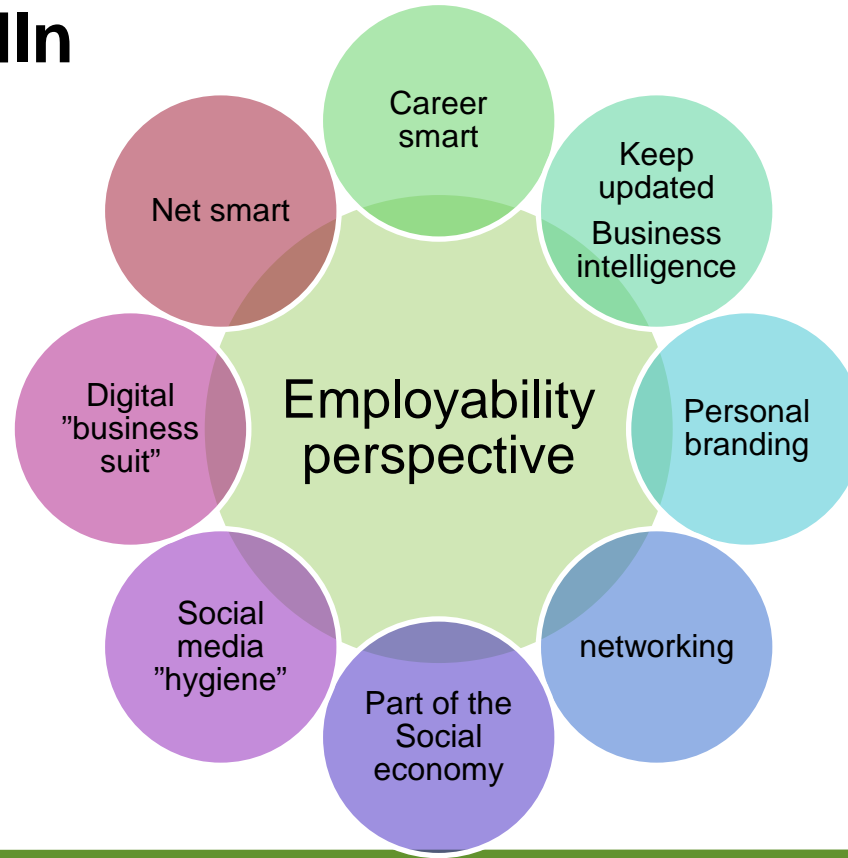 dIn
Career
smart
Keep
updated
Business
intelligence
Personal
branding
networking
Part of the
Social
economy
Social
media
”hygiene”
Digital
”business
suit”
Net smart
Employability
perspective